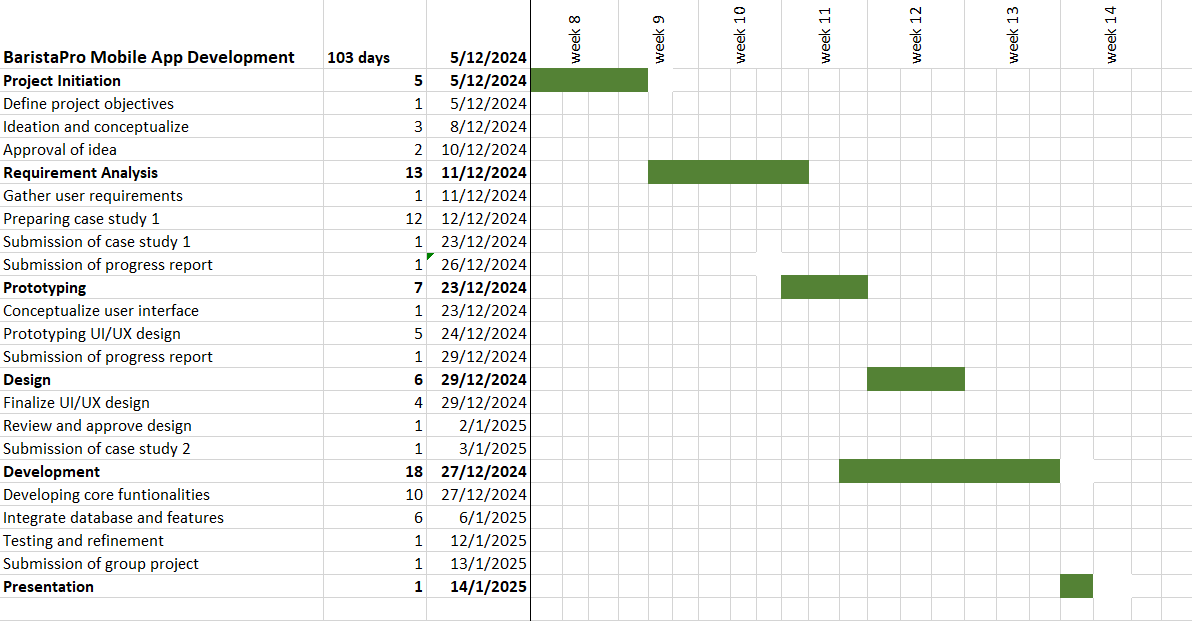 week 8 week 9 week 10 week 11 week 12 week 13 week 14
BaristaPro Mobile App Development 103 days 5/12/2024
Project Initiation 5 5/12/2024
Define project objectives 1 5/12/2024
Ideation and conceptualize 3 8/12/2024
Approval of idea 2 10/12/2024
Requirement Analysis 13 11/12/2024
Gather user requirements 1 11/12/2024
Preparing case study 1 12 12/12/2024
Submission of case study 1 1 23/12/2024
Submission of progress report 1 26/12/2024
Prototyping 7 23/12/2024
Conceptualize user interface 1 23/12/2024
Prototyping UI/UX design 5 24/12/2024
Submission of progress report 1 29/12/2024
Design 6 29/12/2024
Finalize UI/UX design 4 29/12/2024
Review and approve design 1 2/1/2025
Submission of case study 2 1 3/1/2025
Development 18 27/12/2024
Developing core funtionalities 10 27/12/2024
Integrate database and features 6 6/1/2025
Testing and refinement 1 12/1/2025
Submission of group project 1 13/1/2025
Presentation 1 14/1/2025